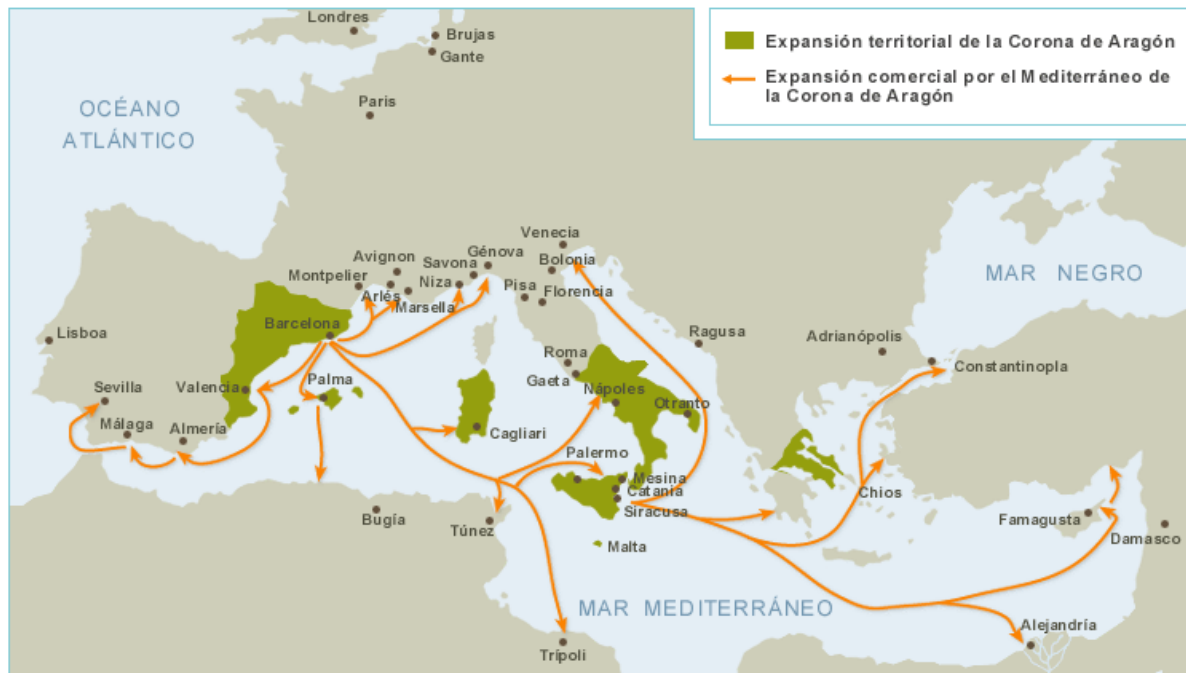 Londres
Brujas
Gante
Expansión territorial de la Corona de Aragón
Expansión comercial por el Mediterráneo de
la Corona de Aragón
OCÉANO
ATLÁNTICO
Paris
Venecia
Bolonia
Génova
Savona
Avignon
Montpelier
Arlés
Niza
Marsella
Pisa
Florencia
MAR NEGRO
Lisboa
Barcelona
Ragusa
Adrianópolis
Constantinopla
Roma
Gaeta
Nápoles
Otranto
Sevilla
Valencia
Palma
Málaga
Almería
Cagliari
Palermo
Mesina
Catania
Siracusa
Chios
Bugía
Túnez
Malta
Famagusta
Damasco
MAR MEDITERRÁNEO
Alejandría
Trípoli